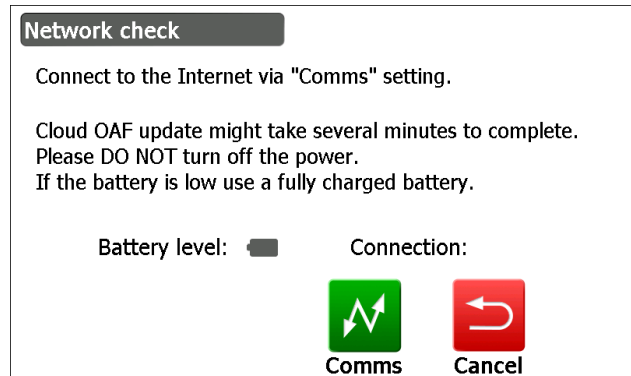 Network check
Connect to the Internet via "Comms" setting.
Cloud OAF update might take several minutes to complete.
Please DO NOT turn off the power.
If the battery is low use a fully charged battery.
Battery level: Connection:
Comms Cancel